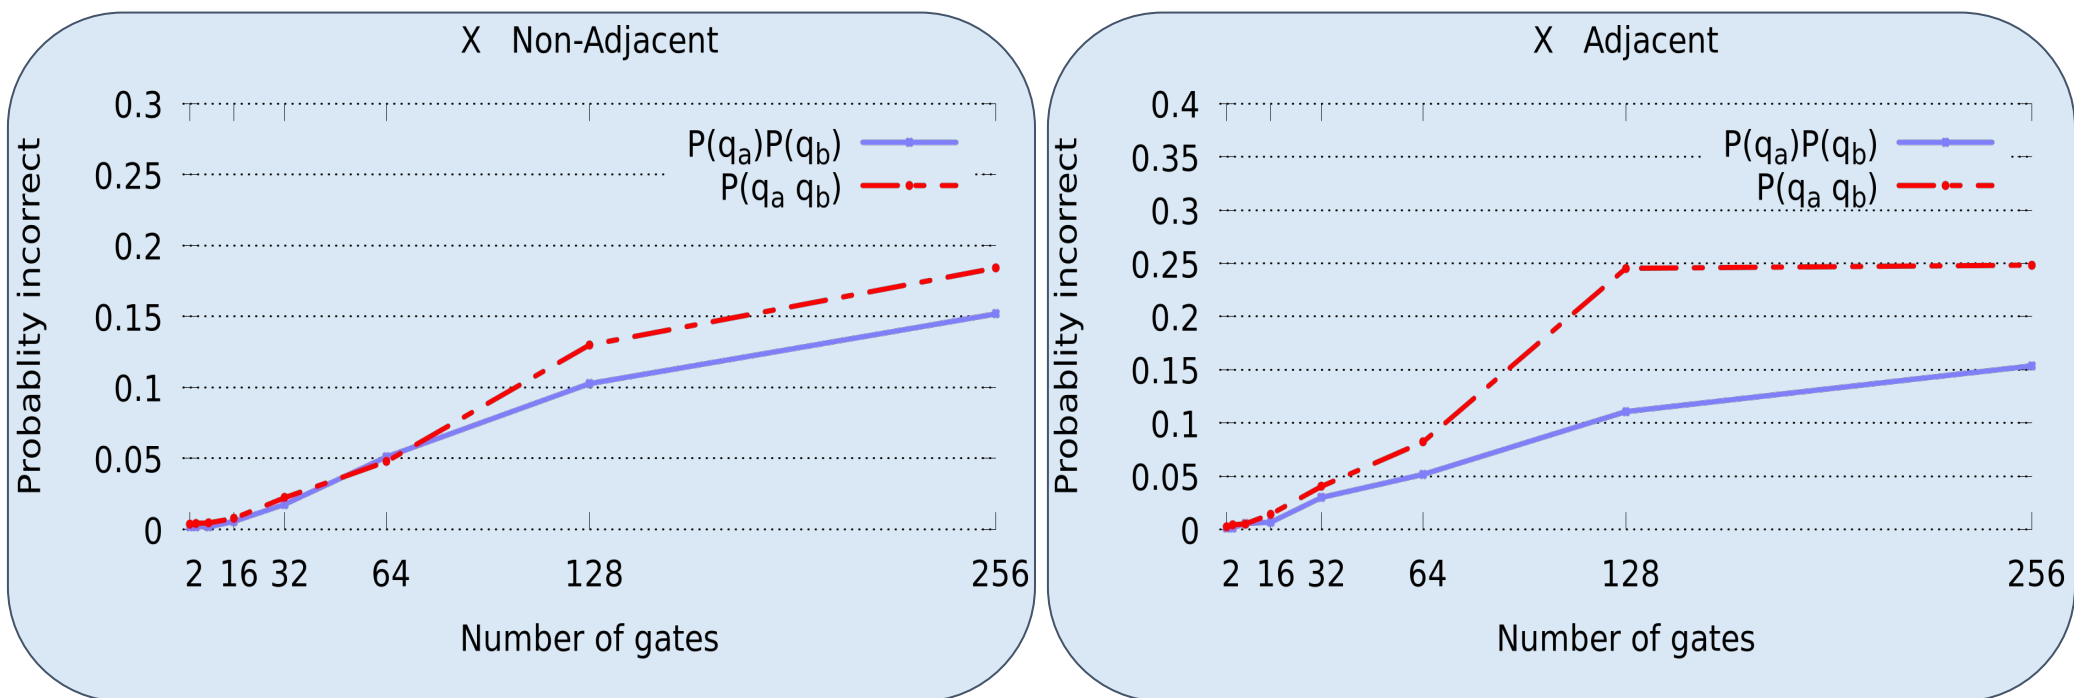 X Non-Adjacent
0.3
0.25
0.2
0.15
0.1
0.05
0
Probablity incorrect
P(qa)P(qb)
P(qa qb)
2 16 32 64 128 256
Number of gates
X Adjacent
0.4
0.35
0.3
0.25
0.2
0.15
0.1
0.05
0
Probablity incorrect
P(qa)P(qb)
P(qa qb)
2 16 32 64 128 256
Number of gates